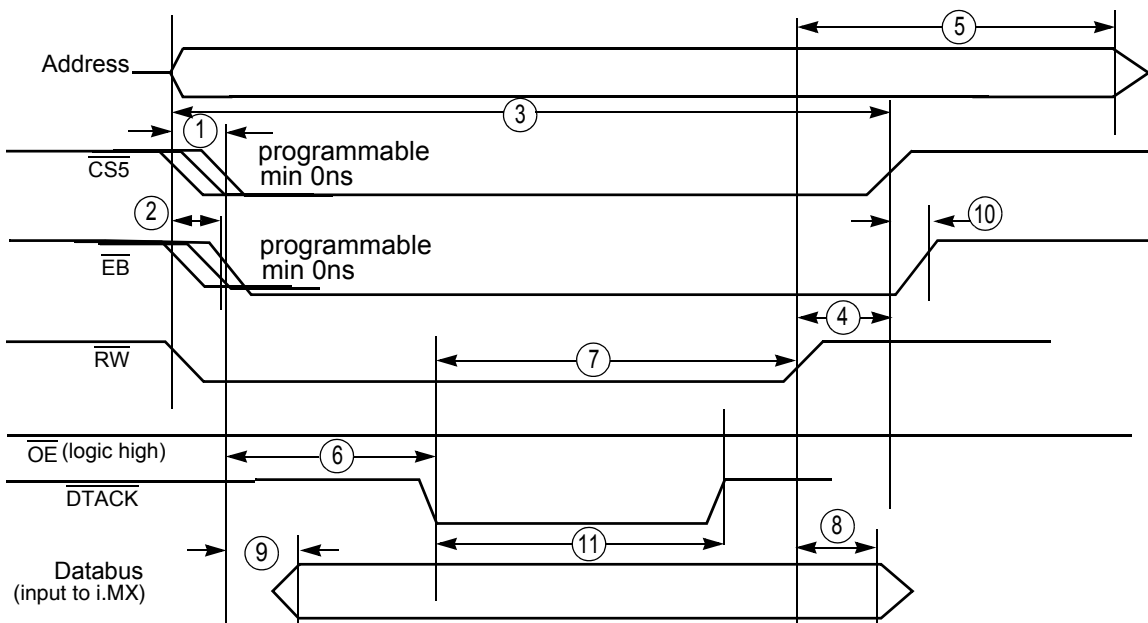 5
Address
3
1
programmable
min 0ns
CS5
2
10
programmable
min 0ns
EB
4
RW
7
OE (logic high)
6
DTACK
8
9
11
Databus
(input to i.MX)